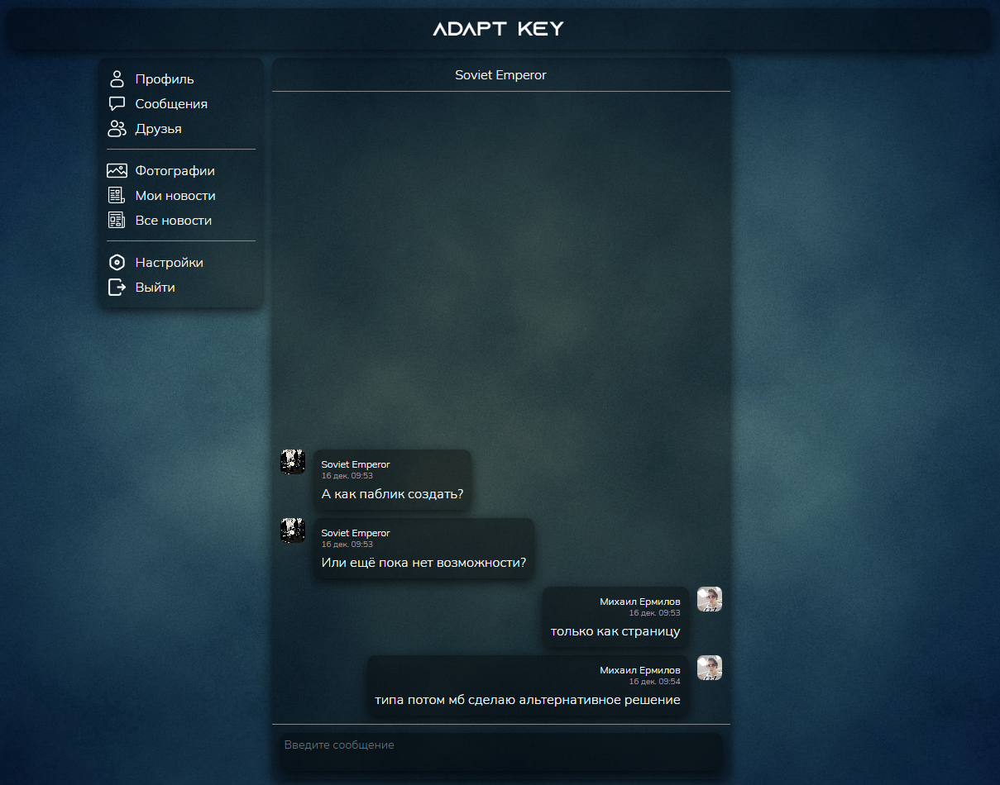 ADAPT KEY
Профиль
Сообщения
Друзья
Фотографии
Мои новости
Все новости
Настройки
Выйти
Soviet Emperor
Soviet Emperor
16 дек. 09:53
А как паблик создать?
Soviet Emperor
16 дек. 09:53
Или ещё пока нет возможности?
Михаил Ермилов
16 дек. 09:53
только как страницу
Михаил Ермилов
16 дек. 09:54
типа потом мб сделаю альтернативное решение
Введите сообщение